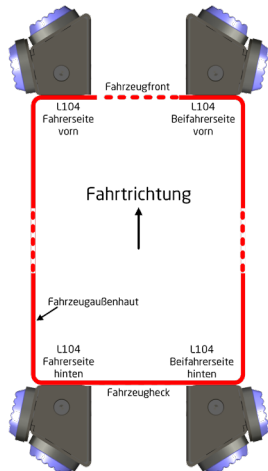 Fahrzeugfront
L104
Fahrerseite
vorn
L104
Beifahrerseite
vorn
Fahrtrichtung
Fahrzeugaußenhaut
L104
Fahrerseite
hinten
L104
Beifahrerseite
hinten
Fahrzeugheck